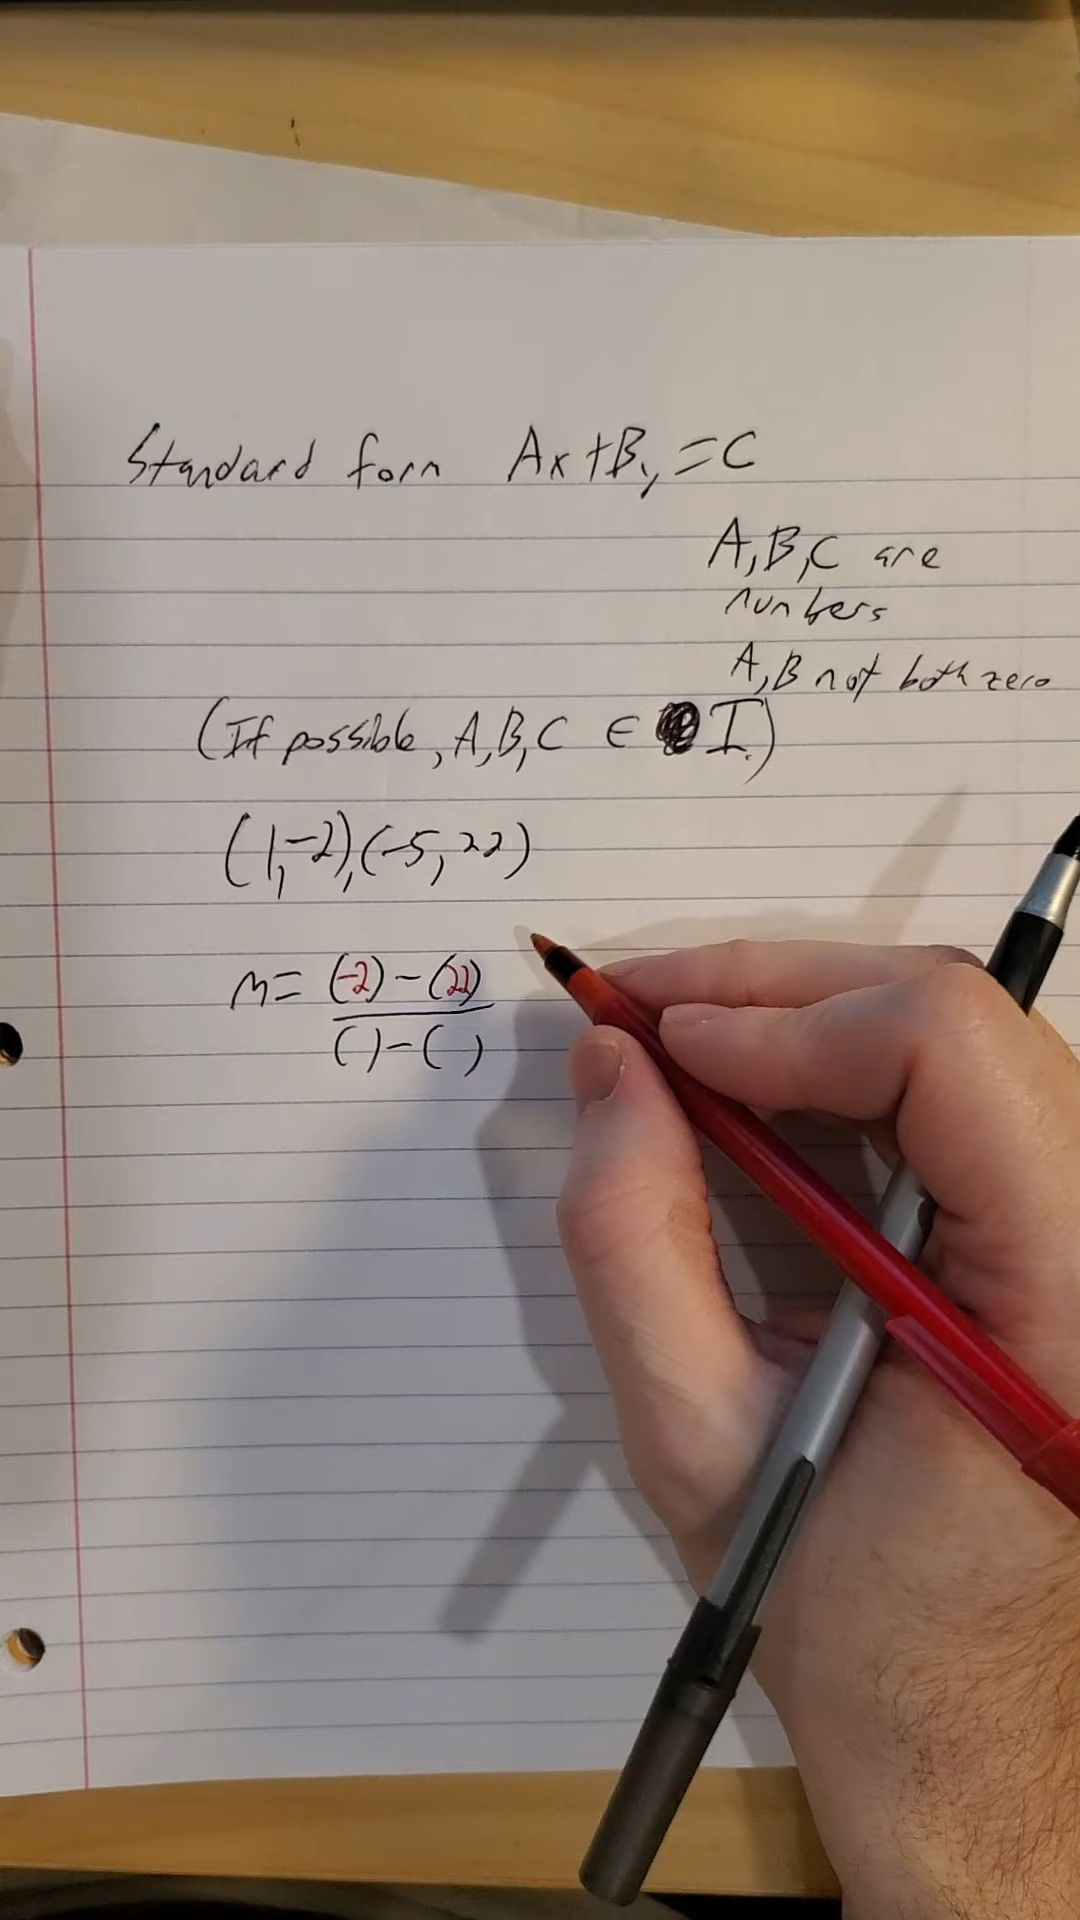 Standard form Ax+By=C
A,B,C are
numbers
A,B not both zero
(If possible, A,B,C ∈ I.)
(1,-2),(-5,22)
m= (-2)-(22)
( )-( )